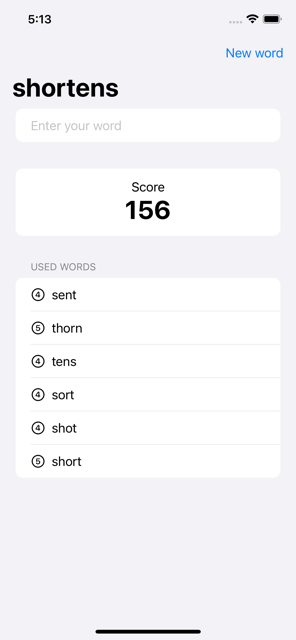 5:13
New word
shortens
Enter your word
Score
156
USED WORDS
4 sent
5 thorn
4 tens
4 sort
4 shot
5 short